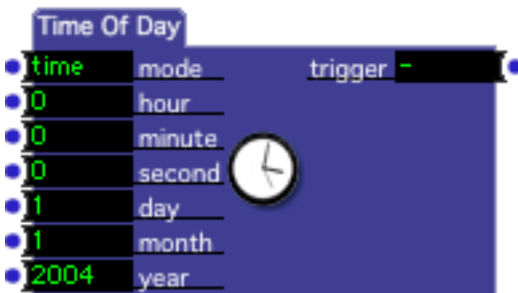 Time Of Day
time mode trigger -
0 hour
0 minute
0 second
1 day
1 month
2004 year